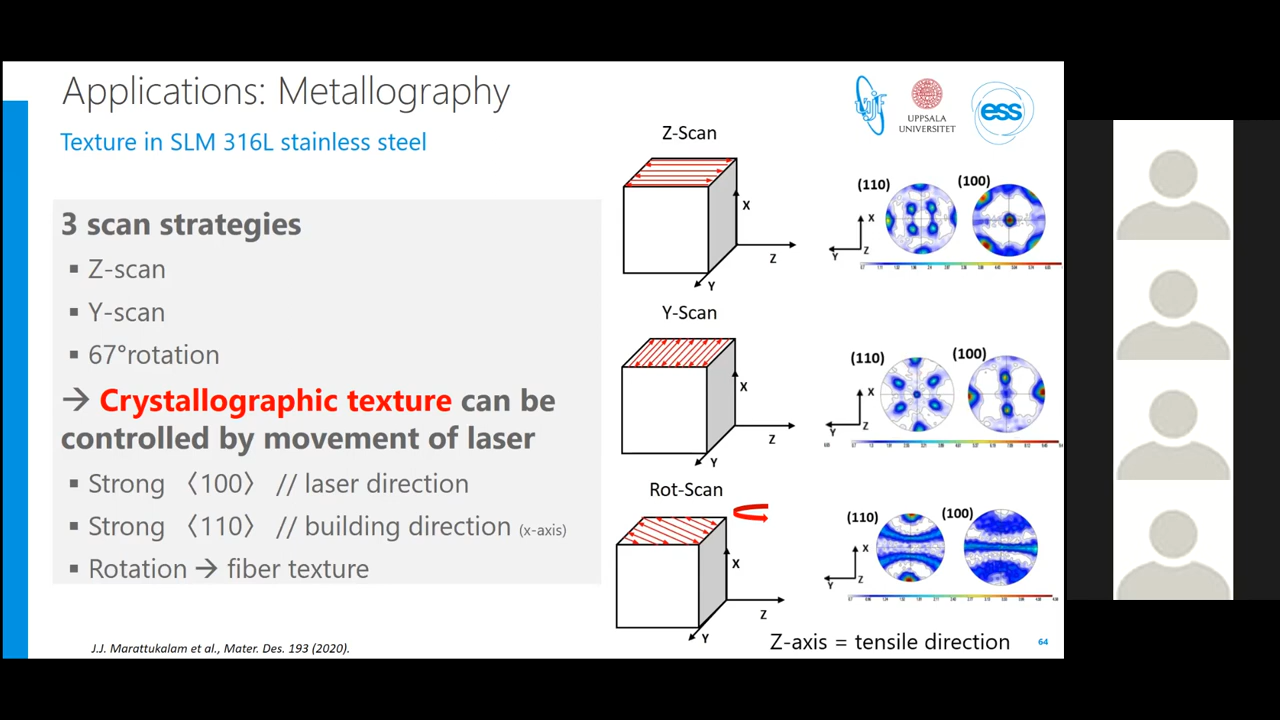 Applications: Metallography
Texture in SLM 316L stainless steel
UPPSALA
UNIVERSITET
ess
3 scan strategies
▪ Z-scan
▪ Y-scan
▪ 67°rotation
→ Crystallographic texture can be
controlled by movement of laser
▪ Strong 〈100〉 // laser direction
▪ Strong 〈110〉 // building direction (x-axis)
▪ Rotation → fiber texture
J.J. Marattukalam et al., Mater. Des. 193 (2020).
Z-Scan
X
Z
Y
(110)
(100)
X
Y
Z
Y-Scan
X
Z
Y
(110)
(100)
X
Y
Z
Rot-Scan
X
Z
Y
(110)
(100)
X
Y
Z
Z-axis = tensile direction
64